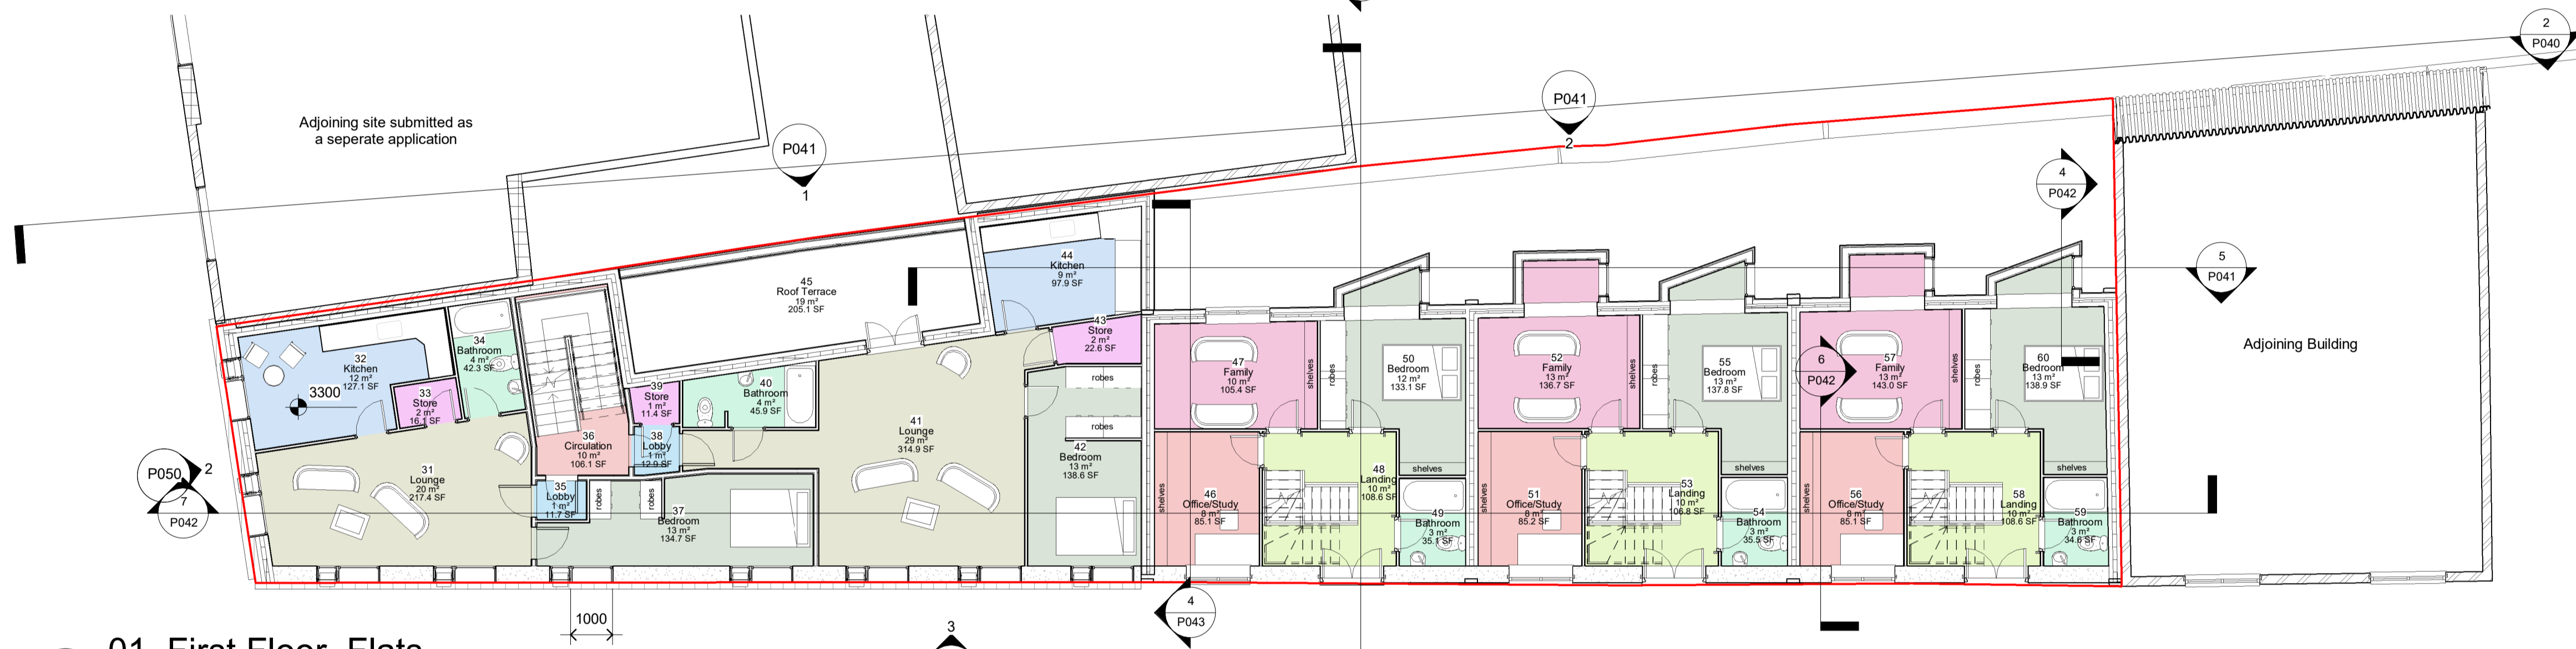 2
P040
Adjoining site submitted as
a seperate application
P041
1
P041
2
4
P042
5
P041
Adjoining Building
44
Kitchen
9 m²
97.9 SF
45
Roof Terrace
19 m²
205.1 SF
43
Store
2 m²
22.6 SF
34
Bathroom
4 m²
42.3 SF
32
Kitchen
12 m²
127.1 SF
3300
33
Store
2 m²
16.1 SF
39
Store
1 m²
11.4 SF
40
Bathroom
4 m²
45.9 SF
robes
robes
47
Family
10 m²
105.4 SF
shelves
robes
50
Bedroom
12 m²
133.1 SF
52
Family
13 m²
136.7 SF
shelves
robes
55
Bedroom
13 m²
137.8 SF
6
P042
57
Family
13 m²
143.0 SF
shelves
robes
60
Bedroom
13 m²
138.9 SF
36
Circulation
10 m²
106.1 SF
38
Lobby
1 m²
12.9 SF
41
Lounge
29 m²
314.9 SF
42
Bedroom
13 m²
138.6 SF
P050
2
7
P042
31
Lounge
20 m²
217.4 SF
35
Lobby
1 m²
11.7 SF
robes
robes
37
Bedroom
13 m²
134.7 SF
shelves
46
Office/Study
8 m²
85.1 SF
48
Landing
10 m²
108.6 SF
shelves
49
Bathroom
3 m²
35.1 SF
shelves
51
Office/Study
8 m²
85.2 SF
53
Landing
10 m²
106.8 SF
shelves
54
Bathroom
3 m²
35.5 SF
shelves
56
Office/Study
8 m²
85.1 SF
58
Landing
10 m²
108.6 SF
shelves
59
Bathroom
3 m²
34.6 SF
1000
3
4
P043
01 First Floor Flats